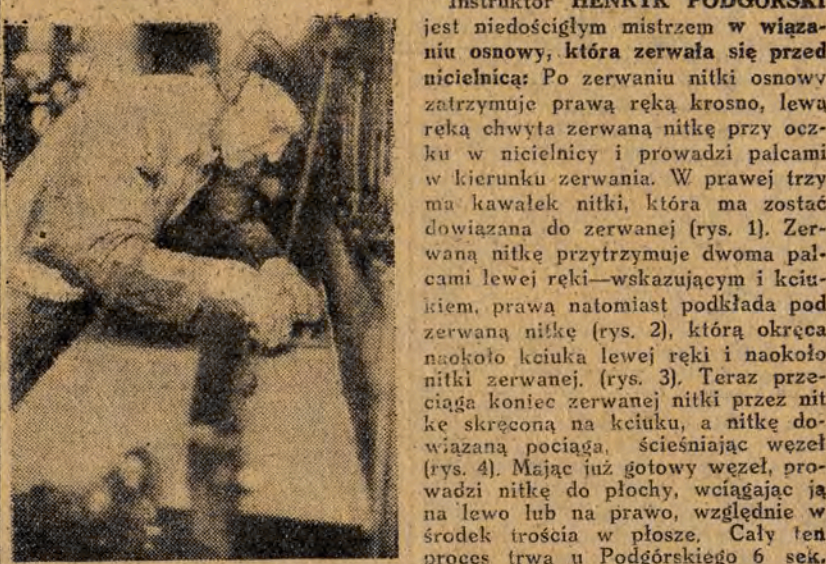 Instruktor HENRYK PODGÓRSKI
jest niedościgłym mistrzem w wiąza-
niu osnowy, która zerwała się przed
nicielnicą: Po zerwaniu nitki osnowy
zatrzymuje prawą ręką krosno, lewą
ręką chwyta zerwaną nitkę przy ocz-
ku w nicielnicy i prowadzi palcami
w kierunku zerwania. W prawej trzy
ma kawałek nitki, która ma zostać
dowiązana do zerwanej (rys. 1). Zer-
waną nitkę przytrzymuje dwoma pal-
cami lewej ręki—wskazującym i kciu-
kiem, prawą natomiast podkłada pod
zerwaną nitkę (rys. 2), którą okręca
naokoło kciuka lewej ręki i naokoło
nitki zerwanej. (rys. 3). Teraz prze-
ciąga koniec zerwanej nitki przez nit
kę skręconą na kciuku, a nitkę do-
wiązaną pociąga, ścieśniając węzeł
(rys. 4). Mając już gotowy węzeł, pro-
wadzi nitkę do płochy, wciągając ją
na lewo lub na prawo, względnie w
środek trościa w płosze. Cały ten
proces trwa u Podgórskiego 6 sek.